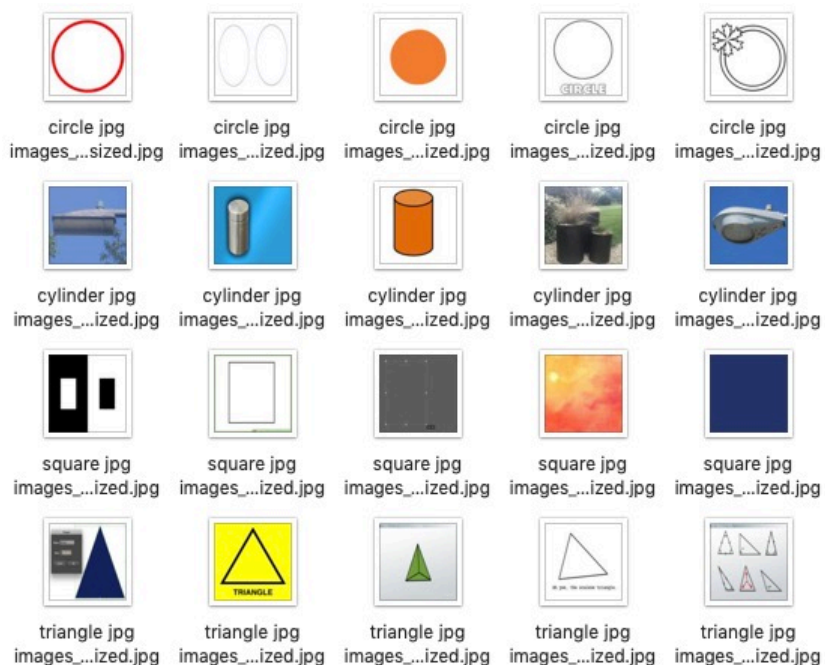 CIRCLE
circle jpg
images_...sized.jpg
circle jpg
images_...ized.jpg
circle jpg
images_...ized.jpg
circle jpg
images_...ized.jpg
circle jpg
images_...ized.jpg
cylinder jpg
images_...ized.jpg
cylinder jpg
images_...ized.jpg
cylinder jpg
images_...ized.jpg
cylinder jpg
images_...ized.jpg
cylinder jpg
images_...ized.jpg
square jpg
images_...ized.jpg
square jpg
images_...ized.jpg
square jpg
images_...ized.jpg
square jpg
images_...ized.jpg
square jpg
images_...ized.jpg
TRIANGLE
Oh yes, the random triangle.
triangle jpg
images_...ized.jpg
triangle jpg
images_...ized.jpg
triangle jpg
images_...ized.jpg
triangle jpg
images_...ized.jpg
triangle jpg
images_...ized.jpg